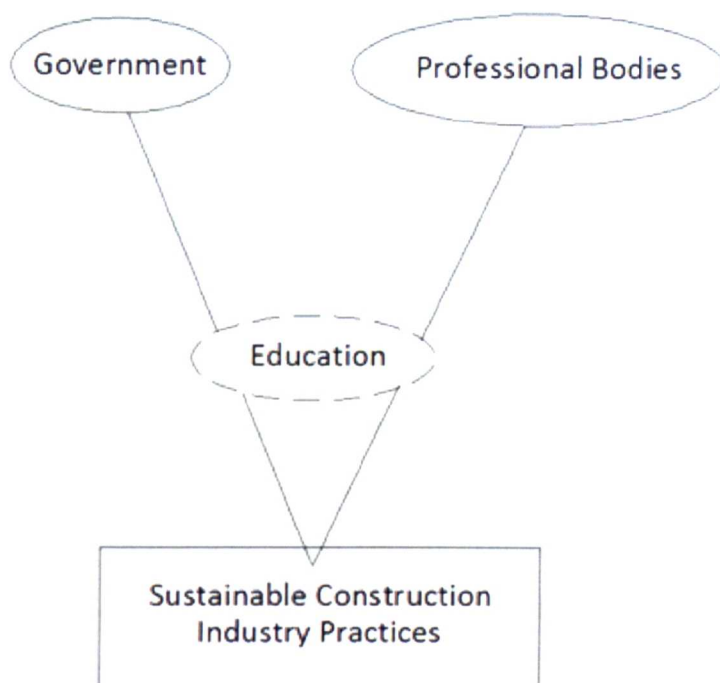 Government
Professional Bodies
Education
Sustainable Construction
Industry Practices